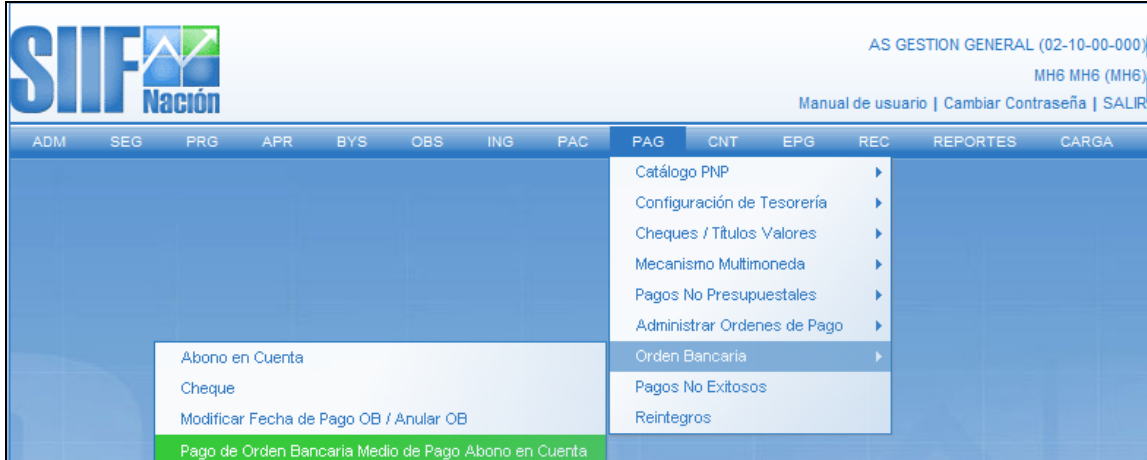 SIIF
Nación
AS GESTION GENERAL (02-10-00-000)
MH6 MH6 (MH6)
Manual de usuario | Cambiar Contraseña | SALIR
ADM SEG PRG APR BYS OBS ING PAC PAG CNT EPG REC REPORTES CARGA
Catálogo PNP
Configuración de Tesorería
Cheques / Títulos Valores
Mecanismo Multimoneda
Pagos No Presupuestales
Administrar Ordenes de Pago
Orden Bancaria
Pagos No Exitosos
Reintegros
Abono en Cuenta
Cheque
Modificar Fecha de Pago OB / Anular OB
Pago de Orden Bancaria Medio de Pago Abono en Cuenta